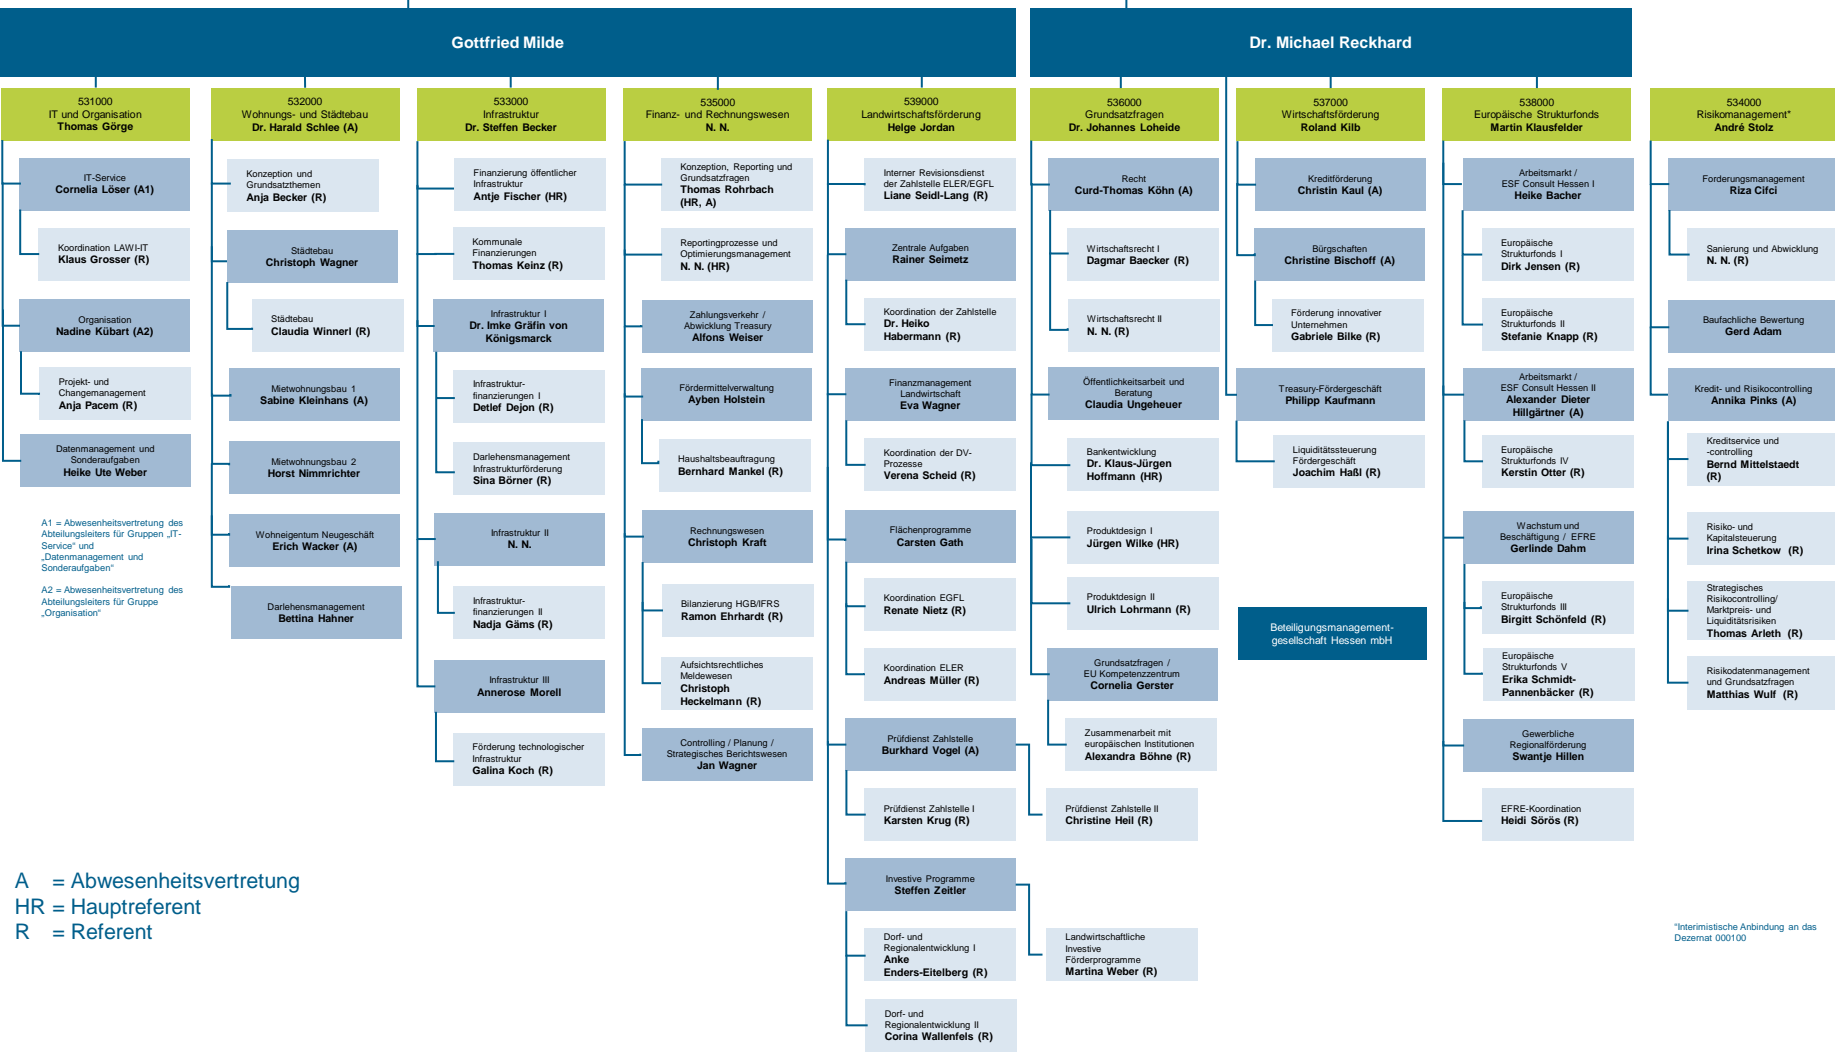 Gottfried Milde
Dr. Michael Reckhard
531000
IT und Organisation
Thomas Görge
IT-Service
Cornelia Löser (A1)
Koordination LAWI-IT
Klaus Grosser (R)
Organisation
Nadine Kübart (A2)
Projekt- und
Changemanagement
Anja Pacem (R)
Datenmanagement und
Sonderaufgaben
Heike Ute Weber
A1 = Abwesenheitsvertretung des
Abteilungsleiters für Gruppen „IT-
Service“ und
„Datenmanagement und
Sonderaufgaben“
A2 = Abwesenheitsvertretung des
Abteilungsleiters für Gruppe
„Organisation“
532000
Wohnungs- und Städtebau
Dr. Harald Schlee (A)
Konzeption und
Grundsatzthemen
Anja Becker (R)
Städtebau
Christoph Wagner
Städtebau
Claudia Winnerl (R)
Mietwohnungsbau 1
Sabine Kleinhans (A)
Mietwohnungsbau 2
Horst Nimmrichter
Wohneigentum Neugeschäft
Erich Wacker (A)
Darlehensmanagement
Bettina Hahner
533000
Infrastruktur
Dr. Steffen Becker
Finanzierung öffentlicher
Infrastruktur
Antje Fischer (HR)
Kommunale
Finanzierungen
Thomas Keinz (R)
Infrastruktur I
Dr. Imke Gräfin von
Königsmarck
Infrastruktur-
finanzierungen I
Detlef Dejon (R)
Darlehensmanagement
Infrastrukturförderung
Sina Börner (R)
Infrastruktur II
N. N.
Infrastruktur-
finanzierungen II
Nadja Gäms (R)
Infrastruktur III
Annerose Morell
Förderung technologischer
Infrastruktur
Galina Koch (R)
535000
Finanz- und Rechnungswesen
N. N.
Konzeption, Reporting und
Grundsatzfragen
Thomas Rohrbach
(HR, A)
Reportingprozesse und
Optimierungsmanagement
N. N. (HR)
Zahlungsverkehr /
Abwicklung Treasury
Alfons Weiser
Fördermittelverwaltung
Ayben Holstein
Haushaltsbeauftragung
Bernhard Mankel (R)
Rechnungswesen
Christoph Kraft
Bilanzierung HGB/IFRS
Ramon Ehrhardt (R)
Aufsichtsrechtliches
Meldewesen
Christoph
Heckelmann (R)
Controlling / Planung /
Strategisches Berichtswesen
Jan Wagner
539000
Landwirtschaftsförderung
Helge Jordan
Interner Revisionsdienst
der Zahlstelle ELER/EGFL
Liane Seidl-Lang (R)
Zentrale Aufgaben
Rainer Seimetz
Koordination der Zahlstelle
Dr. Heiko
Habermann (R)
Finanzmanagement
Landwirtschaft
Eva Wagner
Koordination der DV-
Prozesse
Verena Scheid (R)
Flächenprogramme
Carsten Gath
Koordination EGFL
Renate Nietz (R)
Koordination ELER
Andreas Müller (R)
Prüfdienst Zahlstelle
Burkhard Vogel (A)
Prüfdienst Zahlstelle I
Karsten Krug (R)
Prüfdienst Zahlstelle II
Christine Heil (R)
Investive Programme
Steffen Zeitler
Dorf- und
Regionalentwicklung I
Anke
Enders-Eitelberg (R)
Landwirtschaftliche
Investive
Förderprogramme
Martina Weber (R)
Dorf- und
Regionalentwicklung II
Corina Wallenfels (R)
536000
Grundsatzfragen
Dr. Johannes Loheide
Recht
Curd-Thomas Köhn (A)
Wirtschaftsrecht I
Dagmar Baecker (R)
Wirtschaftsrecht II
N. N. (R)
Öffentlichkeitsarbeit und
Beratung
Claudia Ungeheuer
Bankentwicklung
Dr. Klaus-Jürgen
Hoffmann (HR)
Produktdesign I
Jürgen Wilke (HR)
Produktdesign II
Ulrich Lohrmann (R)
Grundsatzfragen /
EU Kompetenzzentrum
Cornelia Gerster
Zusammenarbeit mit
europäischen Institutionen
Alexandra Böhne (R)
537000
Wirtschaftsförderung
Roland Kilb
Kreditförderung
Christin Kaul (A)
Bürgschaften
Christine Bischoff (A)
Förderung innovativer
Unternehmen
Gabriele Bilke (R)
Treasury-Fördergeschäft
Philipp Kaufmann
Liquiditätssteuerung
Fördergeschäft
Joachim Haßl (R)
Beteiligungsmanagement-
gesellschaft Hessen mbH
538000
Europäische Strukturfonds
Martin Klausfelder
Arbeitsmarkt /
ESF Consult Hessen I
Heike Bacher
Europäische
Strukturfonds I
Dirk Jensen (R)
Europäische
Strukturfonds II
Stefanie Knapp (R)
Arbeitsmarkt /
ESF Consult Hessen II
Alexander Dieter
Hillgärtner (A)
Europäische
Strukturfonds IV
Kerstin Otter (R)
Wachstum und
Beschäftigung / EFRE
Gerlinde Dahm
Europäische
Strukturfonds III
Birgitt Schönfeld (R)
Europäische
Strukturfonds V
Erika Schmidt-
Pannenbäcker (R)
Gewerbliche
Regionalförderung
Swantje Hillen
EFRE-Koordination
Heidi Sörös (R)
534000
Risikomanagement*
André Stolz
Forderungsmanagement
Riza Cifci
Sanierung und Abwicklung
N. N. (R)
Baufachliche Bewertung
Gerd Adam
Kredit- und Risikocontrolling
Annika Pinks (A)
Kreditservice und
-controlling
Bernd Mittelstaedt
(R)
Risiko- und
Kapitalsteuerung
Irina Schetkow (R)
Strategisches
Risikocontrolling/
Marktpreis- und
Liquiditätsrisiken
Thomas Arleth (R)
Risikodatenmanagement
und Grundsatzfragen
Matthias Wulf (R)
A = Abwesenheitsvertretung
HR = Hauptreferent
R = Referent
*Interimistische Anbindung an das
Dezernat 000100